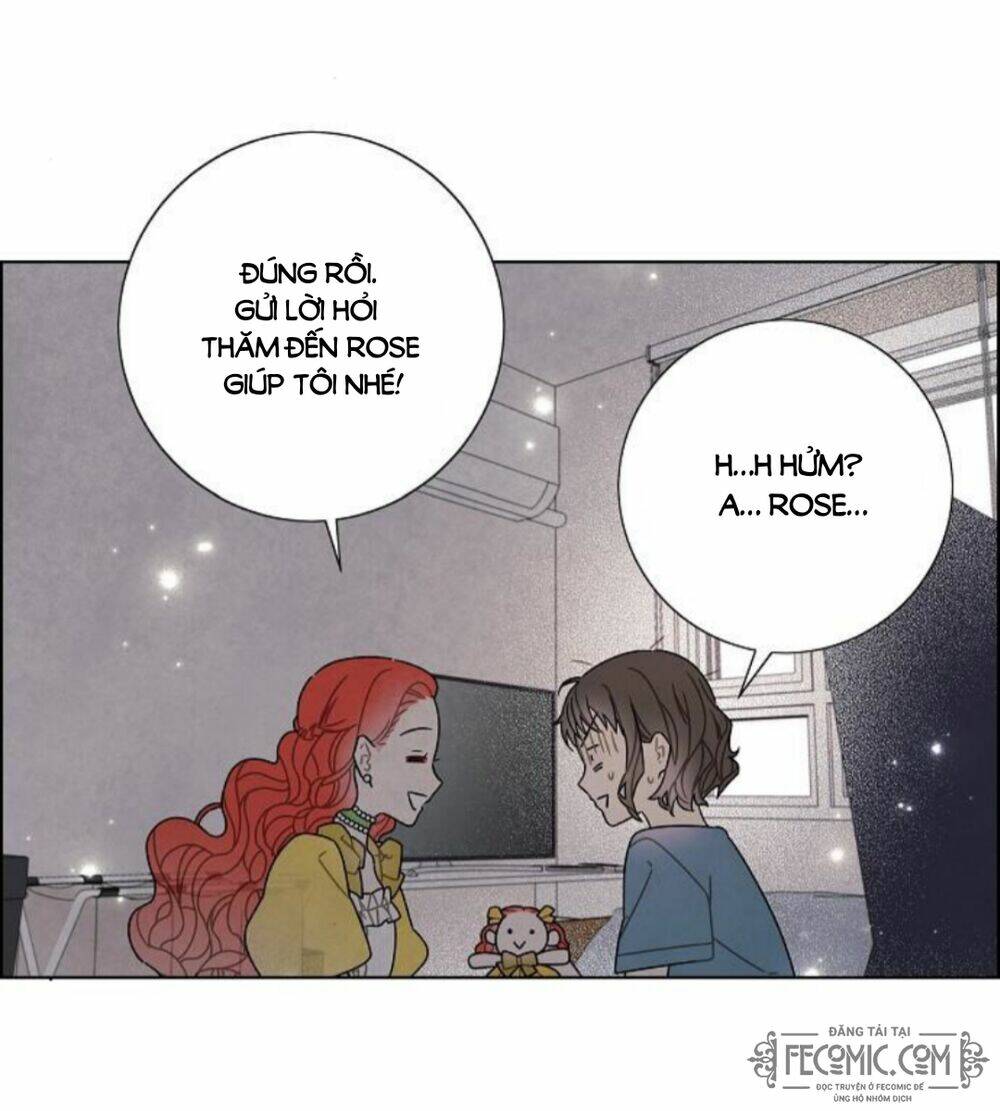 ĐÚNG RỒI.
GỬI LỜI HỎI
THĂM ĐẾN ROSE
GIÚP TÔI NHÉ!
H...H HỬM?
A... ROSE...
ĐĂNG TẢI TẠI
FECOMIC.COM
ĐỌC TRUYỆN Ở FECOMIC ĐỂ
ỦNG HỘ NHÓM DỊCH